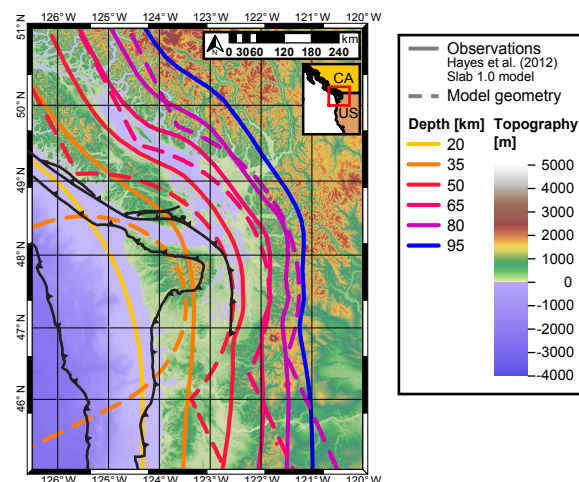 126°W 125°W 124°W 123°W 122°W 121°W 120°W
51°N
50°N
49°N
48°N
47°N
46°N
km
N
0 30 60 120 180 240
CA
US
126°W 125°W 124°W 123°W 122°W 121°W 120°W
Observations
Hayes et al. (2012)
Slab 1.0 model
Model geometry
Depth [km]
20
35
50
65
80
95
Topography
[m]
5000
4000
3000
2000
1000
0
-1000
-2000
-3000
-4000